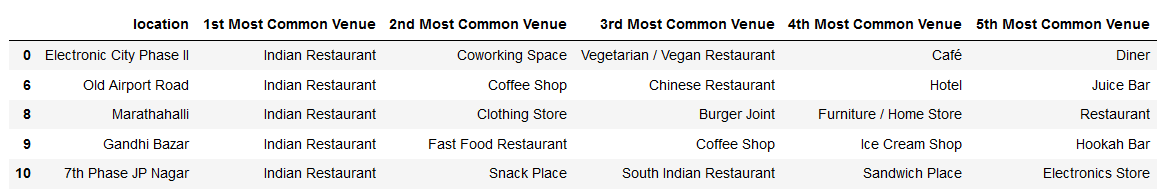 location 1st Most Common Venue 2nd Most Common Venue 3rd Most Common Venue 4th Most Common Venue 5th Most Common Venue
0 Electronic City Phase II Indian Restaurant Coworking Space Vegetarian / Vegan Restaurant Café Diner
6 Old Airport Road Indian Restaurant Coffee Shop Chinese Restaurant Hotel Juice Bar
8 Marathahalli Indian Restaurant Clothing Store Burger Joint Furniture / Home Store Restaurant
9 Gandhi Bazar Indian Restaurant Fast Food Restaurant Coffee Shop Ice Cream Shop Hookah Bar
10 7th Phase JP Nagar Indian Restaurant Snack Place South Indian Restaurant Sandwich Place Electronics Store